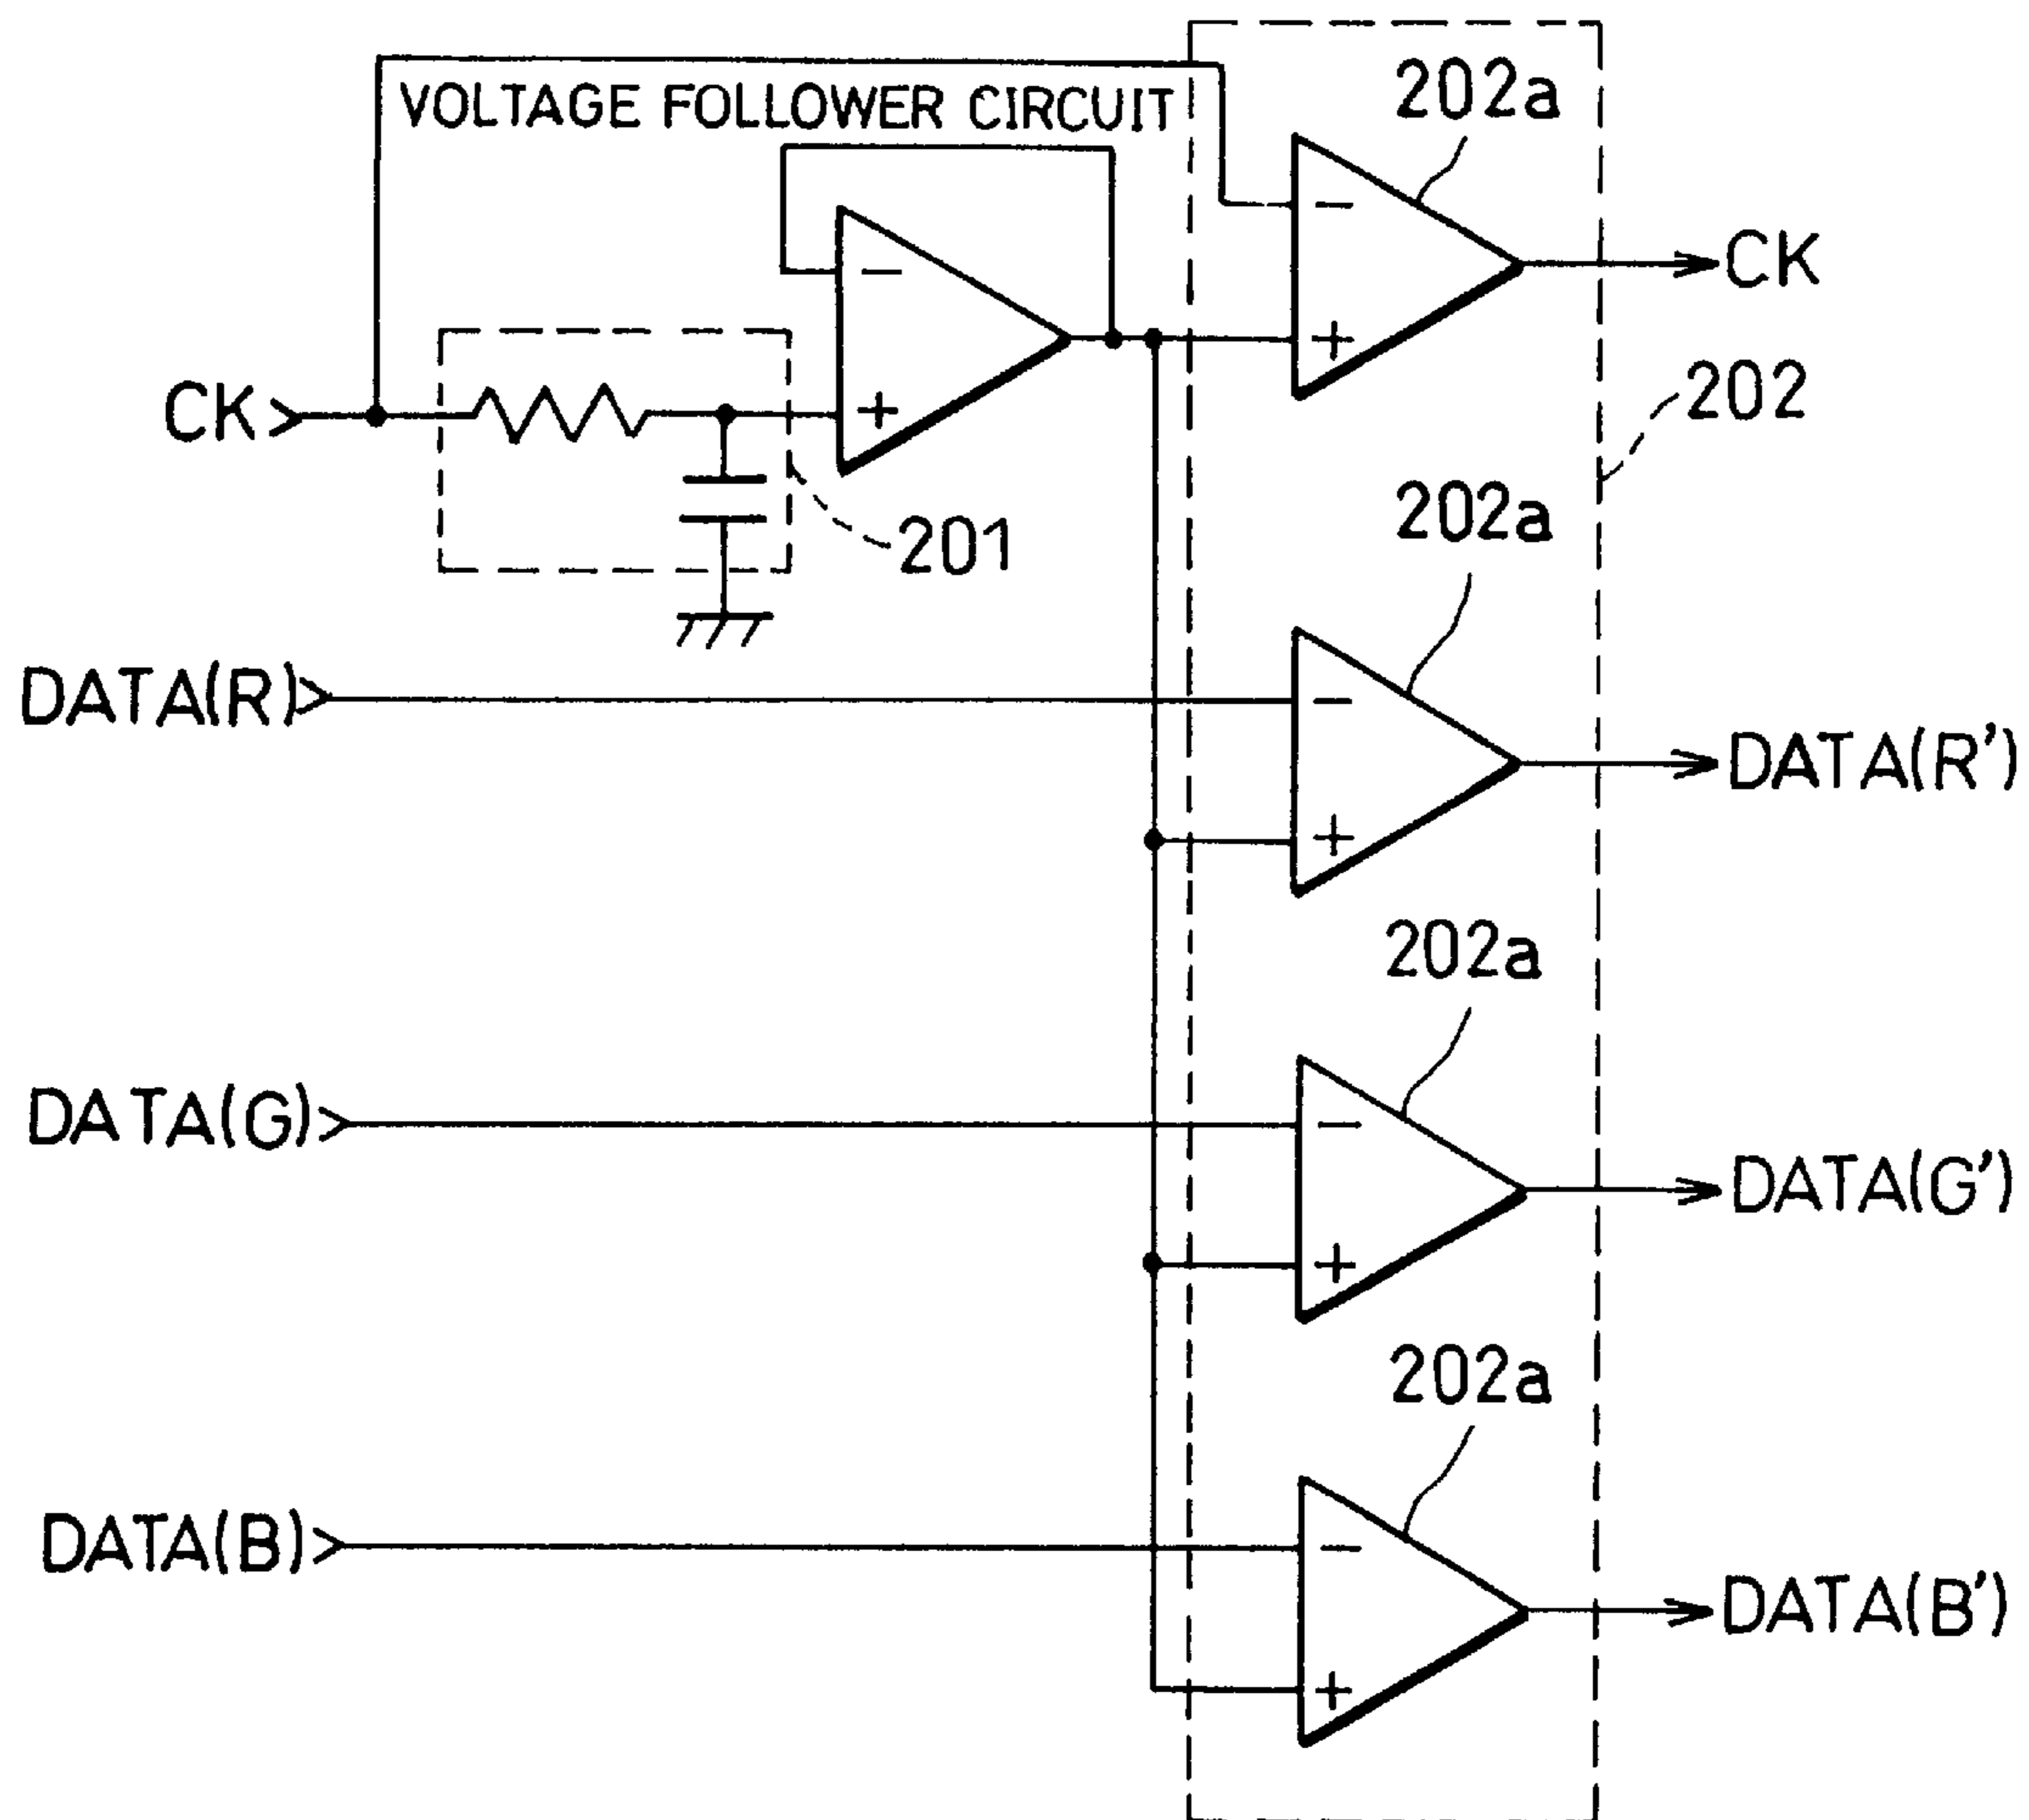 VOLTAGE FOLLOWER CIRCUIT
202a
−
CK
−
+
202
CK
+
201
202a
DATA(R)
−
DATA(R')
+
202a
DATA(G)
−
DATA(G')
+
202a
DATA(B)
−
DATA(B')
+